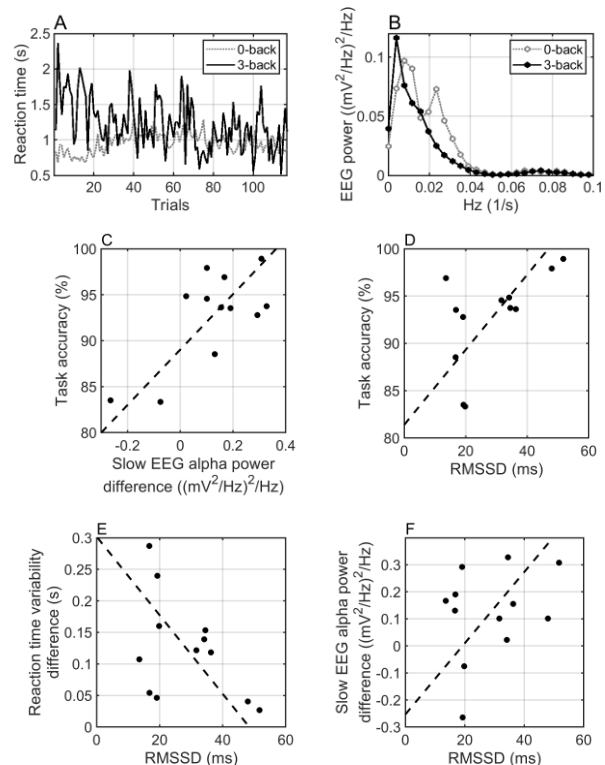 A
0-back
3-back
Reaction time (s)
2.5
2
1.5
1
0.5
20 40 60 80 100
Trials
B
0-back
3-back
EEG power ((mV²/Hz)²/Hz)
0.1
0.05
0
0 0.02 0.04 0.06 0.08 0.1
Hz (1/s)
C
Task accuracy (%)
100
95
90
85
80
-0.2 0 0.2 0.4
Slow EEG alpha power
difference ((mV²/Hz)²/Hz)
D
Task accuracy (%)
100
95
90
85
80
0 20 40 60
RMSSD (ms)
E
Reaction time variability
difference (s)
0.3
0.25
0.2
0.15
0.1
0.05
0
0 20 40 60
RMSSD (ms)
F
Slow EEG alpha power
difference ((mV²/Hz)²/Hz)
0.3
0.2
0.1
0
-0.1
-0.2
-0.3
0 20 40 60
RMSSD (ms)